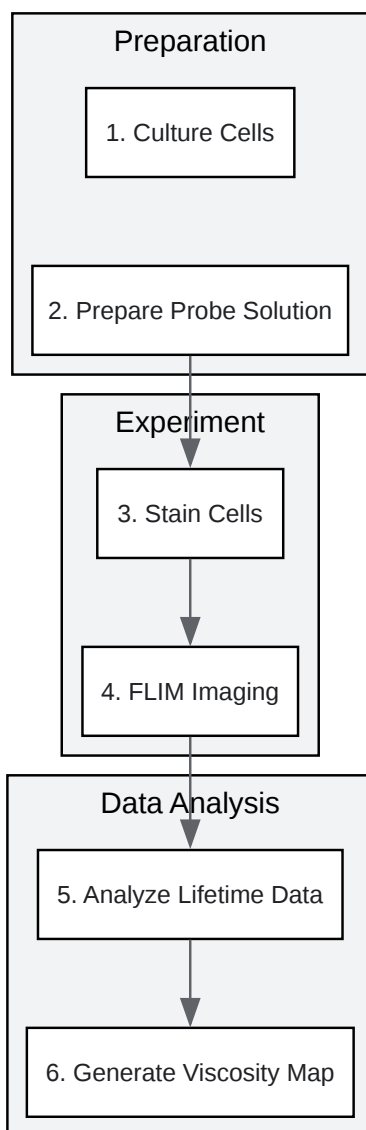 Preparation
1. Culture Cells
2. Prepare Probe Solution
Experiment
3. Stain Cells
4. FLIM Imaging
Data Analysis
5. Analyze Lifetime Data
6. Generate Viscosity Map